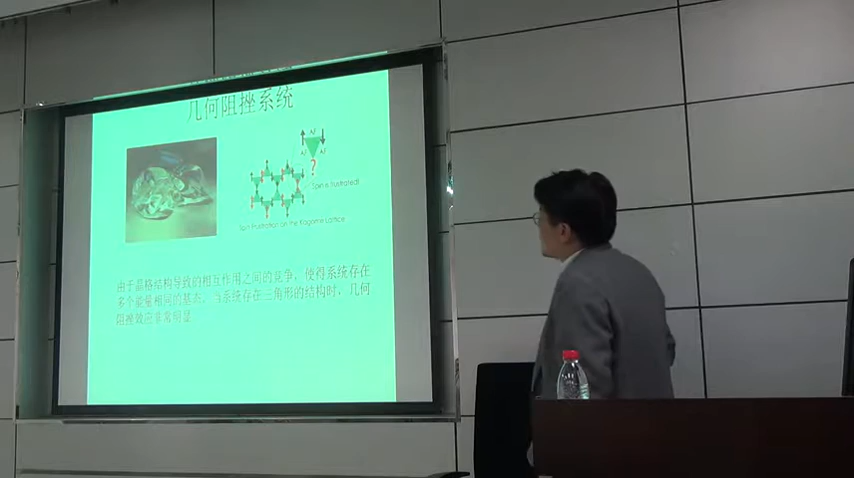 几何阻挫系统
AF
AF
AF
?
Spin is frustrated!
Spin frustration on the Kagome Lattice
由于晶格结构导致的相互作用之间的竞争，使得系统存在
多个能量相同的基态。当系统存在三角形的结构时，几何
阻挫效应非常明显